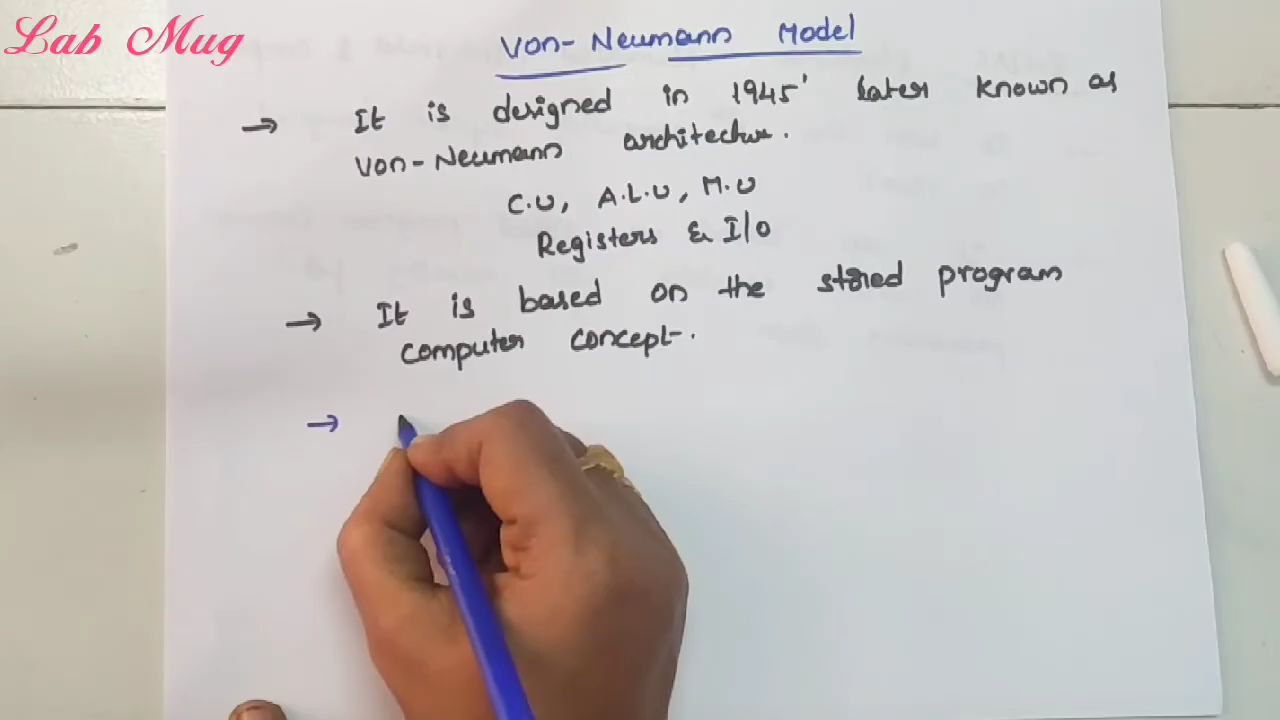 Lab Mug
Von-Neumann Model
→ It is designed in 1945' later known as
Von-Neumann architecture.
C.U, A.L.U, M.U
Registers & I/O
→ It is based on the stored program
computer concept.
→